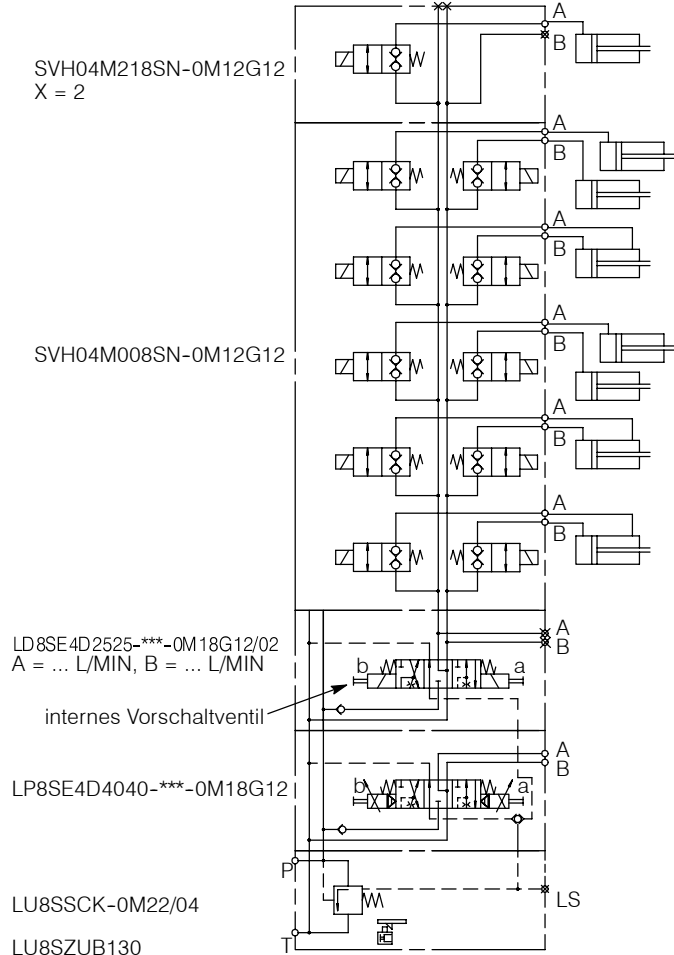 A
B
SVH04M218SN-0M12G12
X = 2
A
B
A
B
A
B
SVH04M008SN-0M12G12
A
B
A
B
LD8SE4D2525-***-0M18G12/02
A = ... L/MIN, B = ... L/MIN
A
B
b
a
internes Vorschaltventil
A
B
LP8SE4D4040-***-0M18G12
b
a
P
LU8SSCK-0M22/04
LS
T
LU8SZUB130